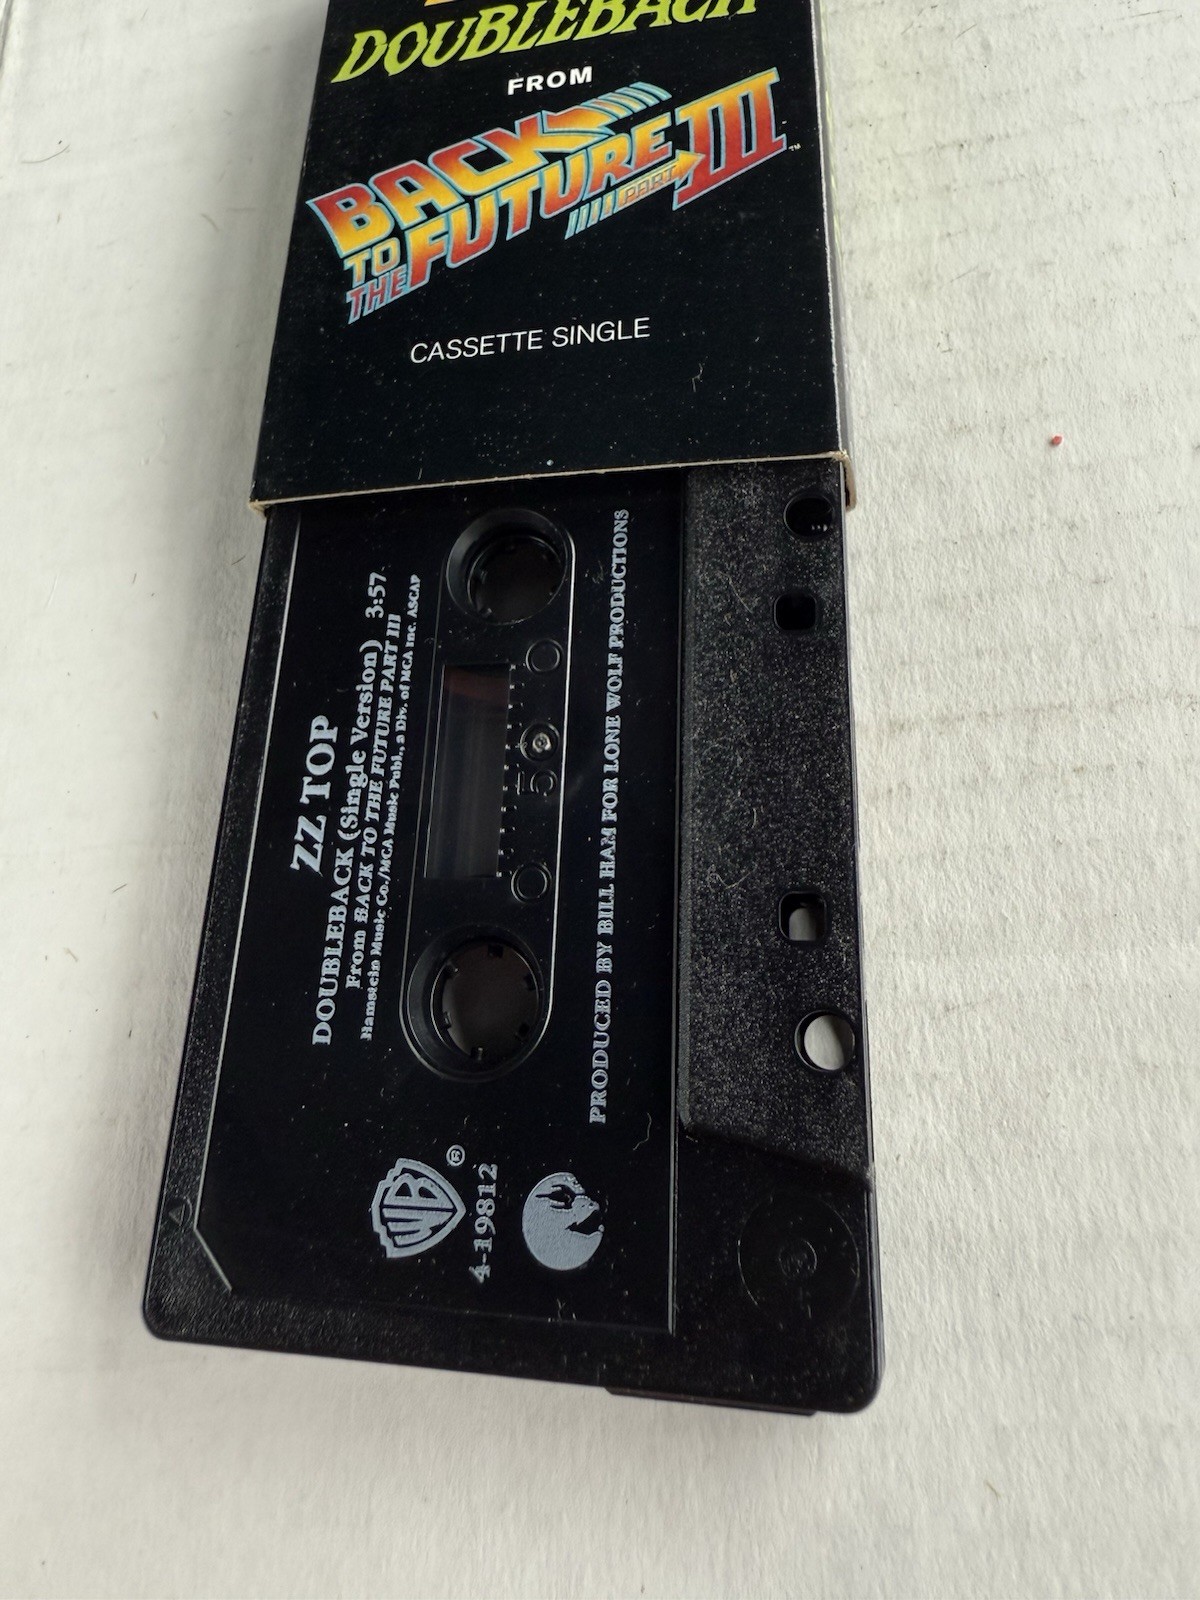 DOUBLEBACK
FROM
BACK
TO THE
FUTURE
PART III
™
CASSETTE SINGLE
ZZ TOP
DOUBLEBACK (Single Version) 3:57
From BACK TO THE FUTURE PART III
Hamstein Music Co./MCA Music Publ., a Div. of MCA Inc. ASCAP
50
PRODUCED BY BILL HAM FOR LONE WOLF PRODUCTIONS
WB
®
4-19812